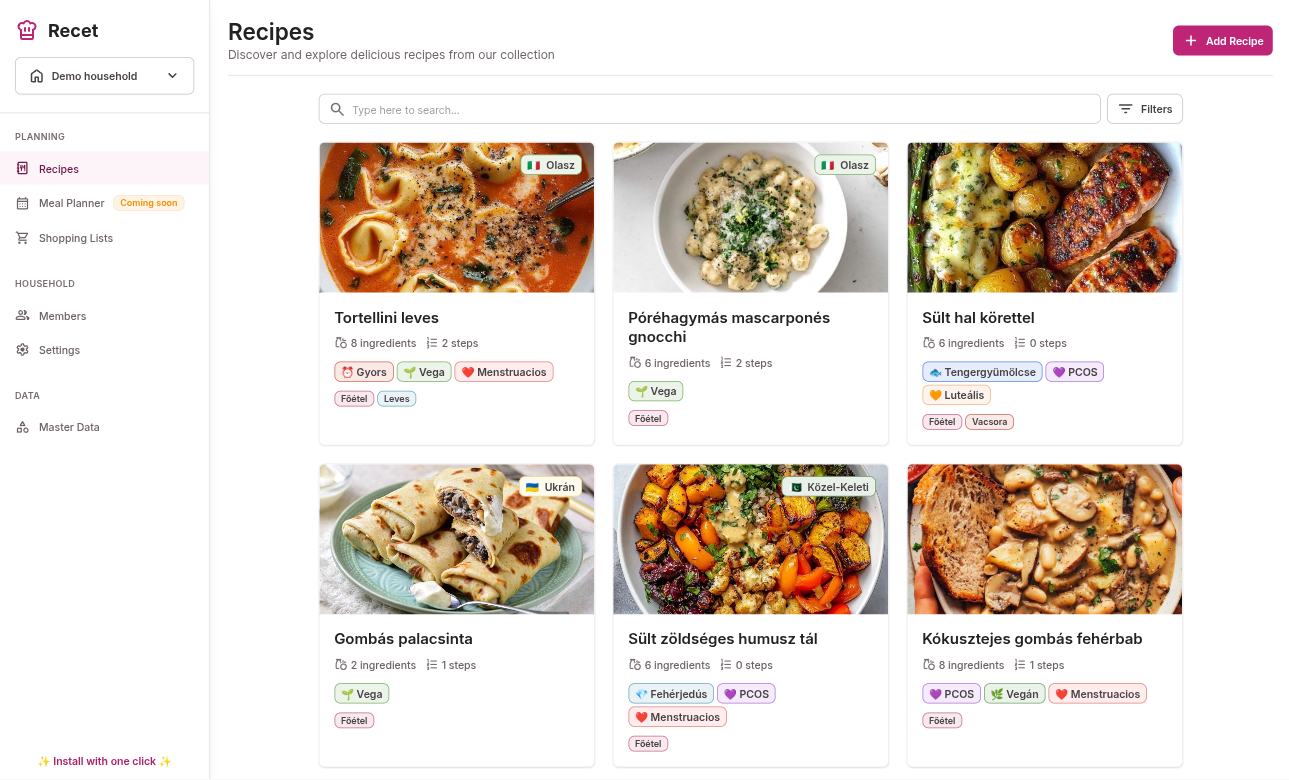 Recet
Demo household
PLANNING
Recipes
Meal Planner Coming soon
Shopping Lists
HOUSEHOLD
Members
Settings
DATA
Master Data
✨ Install with one click ✨
Recipes
Discover and explore delicious recipes from our collection
Add Recipe
Type here to search...
Filters
🇮🇹 Olasz
Tortellini leves
8 ingredients 2 steps
⏰ Gyors 🌱 Vega ❤️ Menstruacios
Főétel Leves
🇮🇹 Olasz
Póréhagymás mascarponés
gnocchi
6 ingredients 2 steps
🌱 Vega
Főétel
Sült hal körettel
6 ingredients 0 steps
🐟 Tengergyümölcse 💜 PCOS
🧡 Luteális
Főétel Vacsora
🇺🇦 Ukrán
Gombás palacsinta
2 ingredients 1 steps
🌱 Vega
Főétel
🇵🇰 Közel-Keleti
Sült zöldséges humusz tál
6 ingredients 0 steps
💎 Fehérjedús 💜 PCOS
❤️ Menstruacios
Főétel
Kókusztejes gombás fehérbab
8 ingredients 1 steps
💜 PCOS 🌿 Vegán ❤️ Menstruacios
Főétel